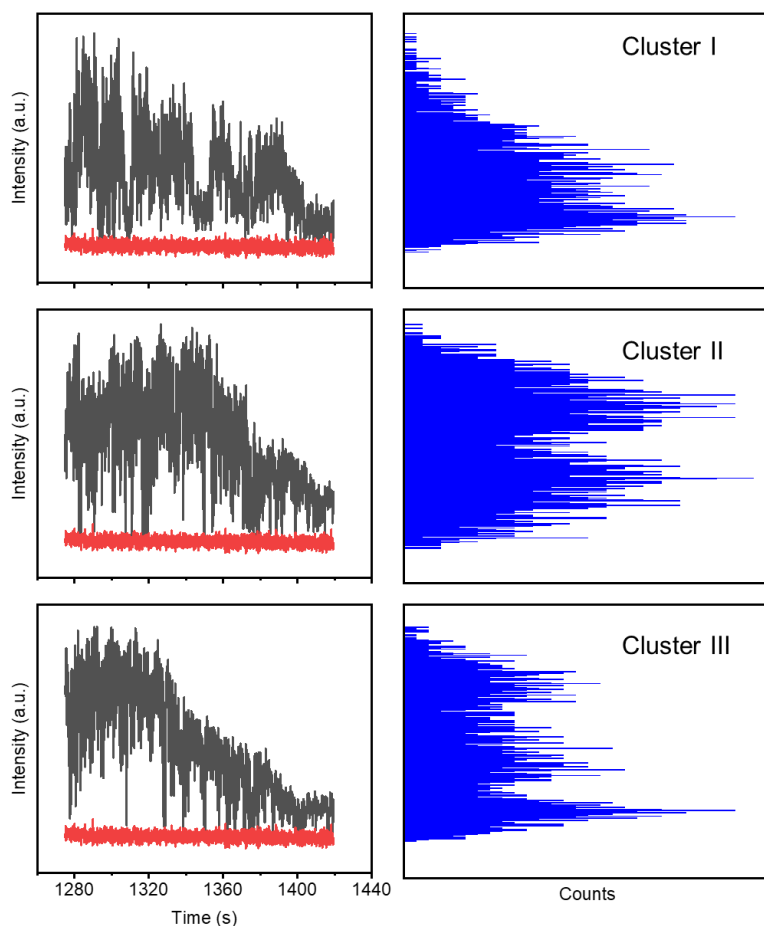 Intensity (a.u.)
Cluster I
Intensity (a.u.)
Cluster II
Intensity (a.u.)
Cluster III
1280 1320 1360 1400 1440
Time (s)
Counts